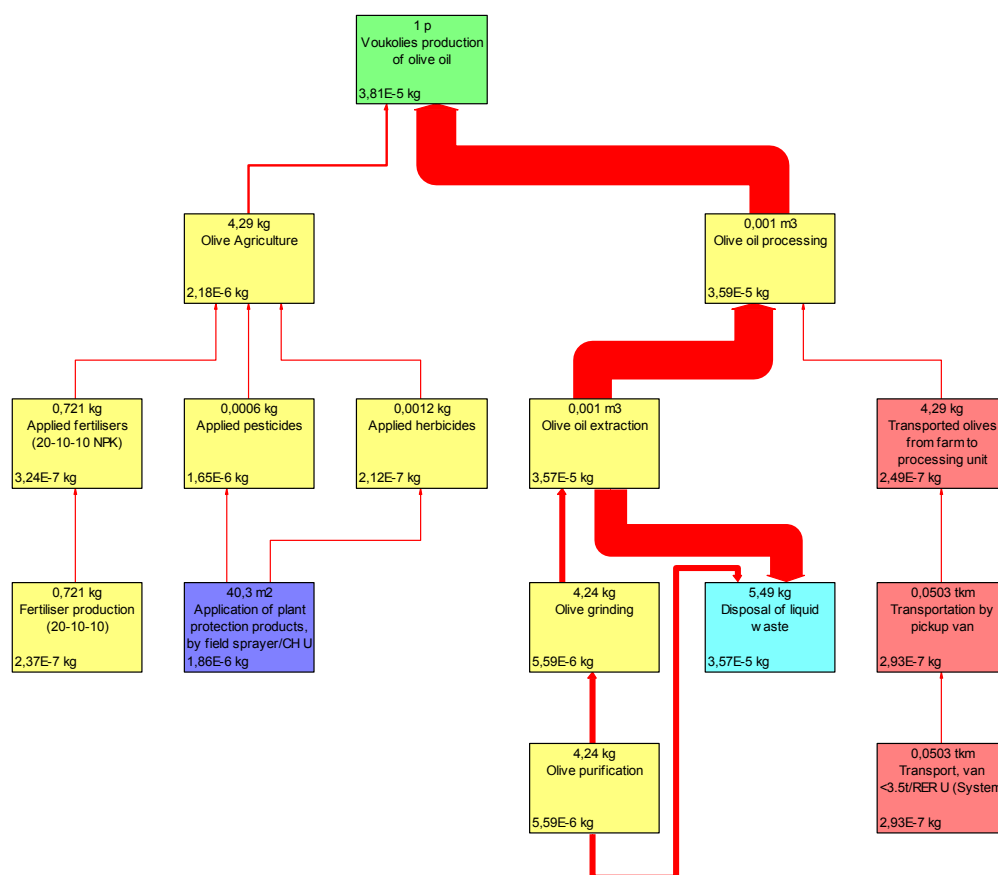 1 p
Voukolies production
of olive oil
3,81E-5 kg
4,29 kg
Olive Agriculture
2,18E-6 kg
0,001 m3
Olive oil processing
3,59E-5 kg
0,721 kg
Applied fertilisers
(20-10-10 NPK)
3,24E-7 kg
0,0006 kg
Applied pesticides
1,65E-6 kg
0,0012 kg
Applied herbicides
2,12E-7 kg
0,001 m3
Olive oil extraction
3,57E-5 kg
4,29 kg
Transported olives
from farm to
processing unit
2,49E-7 kg
0,721 kg
Fertiliser production
(20-10-10)
2,37E-7 kg
40,3 m2
Application of plant
protection products,
by field sprayer/CH U
1,86E-6 kg
4,24 kg
Olive grinding
5,59E-6 kg
5,49 kg
Disposal of liquid
waste
3,57E-5 kg
0,0503 tkm
Transportation by
pickup van
2,93E-7 kg
4,24 kg
Olive purification
5,59E-6 kg
0,0503 tkm
Transport, van
<3.5t/RER U (System
2,93E-7 kg